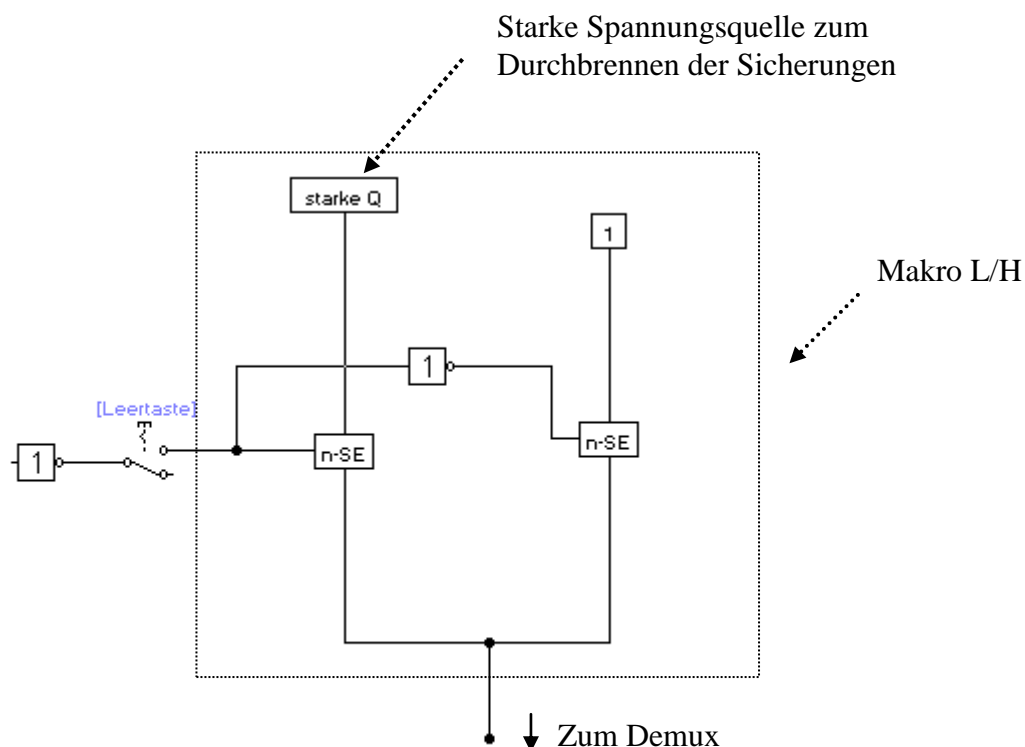 Starke Spannungsquelle zum
Durchbrennen der Sicherungen
starke Q
1
Makro L/H
1
[Leertaste]
1
n-SE
n-SE
Zum Demux